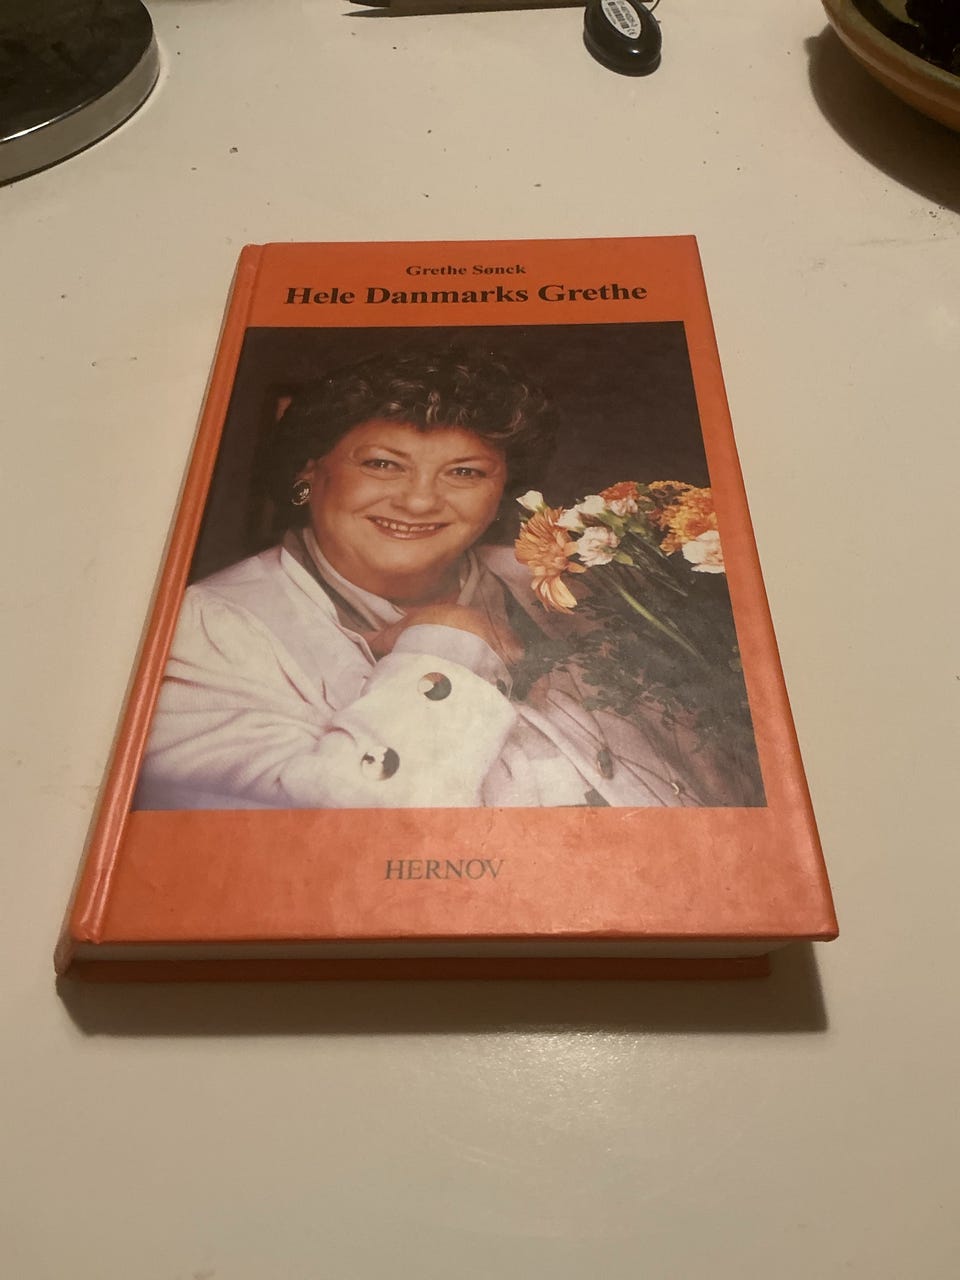 Grethe Sønck
Hele Danmarks Grethe
HERNOV